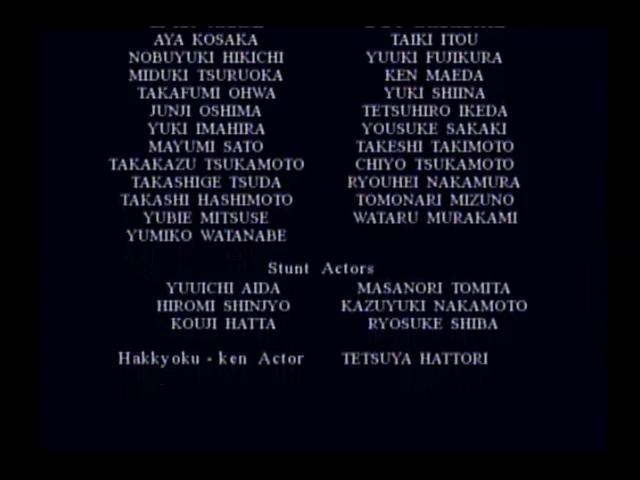 AYA KOSAKA TAIKI ITOU
NOBUYUKI HIKICHI YUUKI FUJIKURA
MIDUKI TSURUOKA KEN MAEDA
TAKAFUMI OHWA YUKI SHIINA
JUNJI OSHIMA TETSUHIRO IKEDA
YUKI IMAHIRA YOUSUKE SAKAKI
MAYUMI SATO TAKESHI TAKIMOTO
TAKAKAZU TSUKAMOTO CHIYO TSUKAMOTO
TAKASHIGE TSUDA RYOUHEI NAKAMURA
TAKASHI HASHIMOTO TOMONARI MIZUNO
YUBIE MITSUSE WATARU MURAKAMI
YUMIKO WATANABE
Stunt Actors
YUUICHI AIDA MASANORI TOMITA
HIROMI SHINJYO KAZUYUKI NAKAMOTO
KOUJI HATTA RYOSUKE SHIBA
Hakkyoku - ken Actor TETSUYA HATTORI